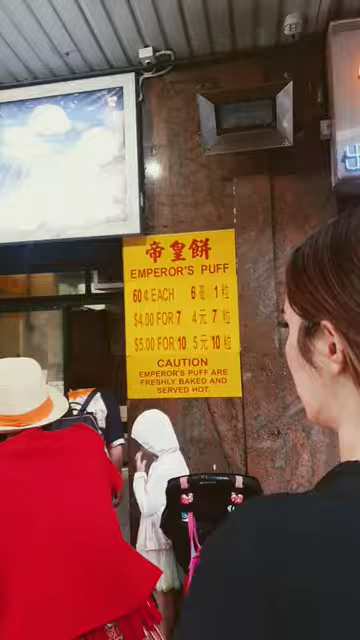 帝皇餅
EMPEROR'S PUFF
60¢ EACH 6毫 1粒
$4.00 FOR 7 4元 7粒
$5.00 FOR 10 5元 10粒
CAUTION
EMPEROR'S PUFF ARE
FRESHLY BAKED AND
SERVED HOT.